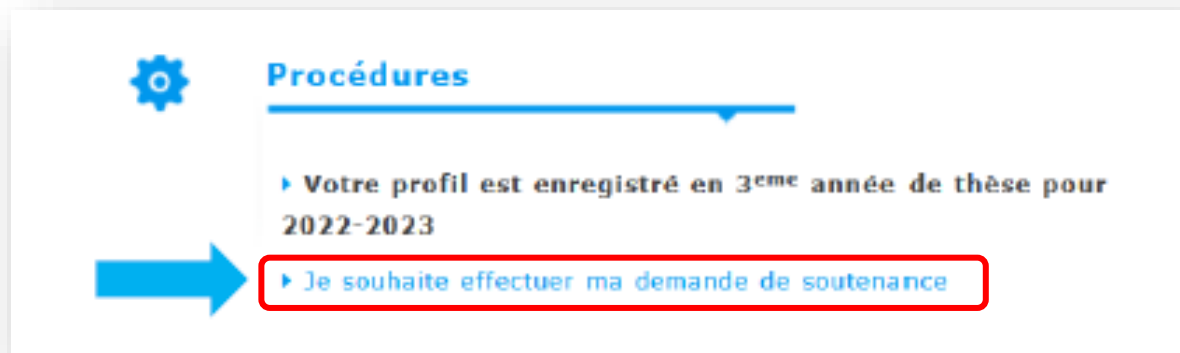 Procédures
Votre profil est enregistré en 3eme année de thèse pour
2022-2023
Je souhaite effectuer ma demande de soutenance